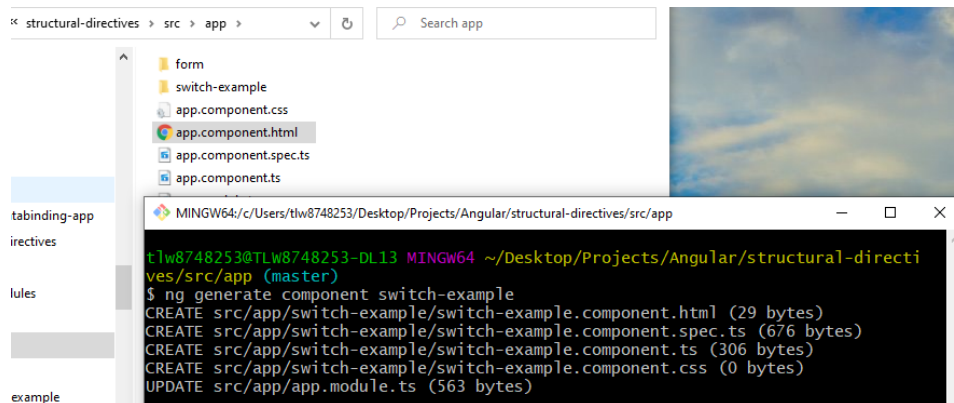 structural-directives > src > app >
Search app
form
switch-example
app.component.css
app.component.html
app.component.spec.ts
app.component.ts
tabinding-app
irectives
dules
example
MINGW64:/c/Users/tlw8748253/Desktop/Projects/Angular/structural-directives/src/app
tlw8748253@TLW8748253-DL13 MINGW64 ~/Desktop/Projects/Angular/structural-directi
ves/src/app (master)
$ ng generate component switch-example
CREATE src/app/switch-example/switch-example.component.html (29 bytes)
CREATE src/app/switch-example/switch-example.component.spec.ts (676 bytes)
CREATE src/app/switch-example/switch-example.component.ts (306 bytes)
CREATE src/app/switch-example/switch-example.component.css (0 bytes)
UPDATE src/app/app.module.ts (563 bytes)